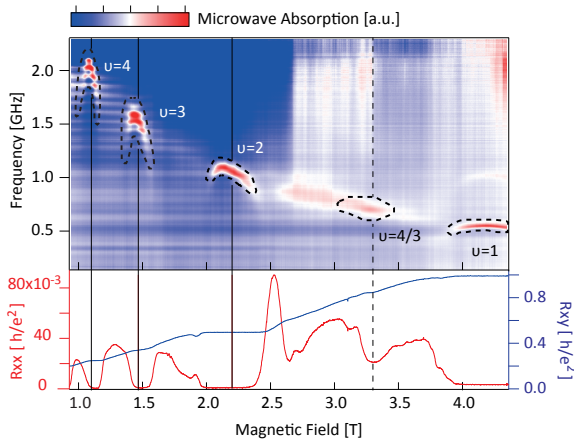 Microwave Absorption [a.u.]
Frequency [GHz]
2.0
1.5
1.0
0.5
υ=4
υ=3
υ=2
υ=4/3
υ=1
Rxx [ h/e² ]
80x10⁻³
40
0
Rxy [ h/e² ]
0.8
0.4
0.0
1.0
1.5
2.0
2.5
3.0
3.5
4.0
Magnetic Field [T]